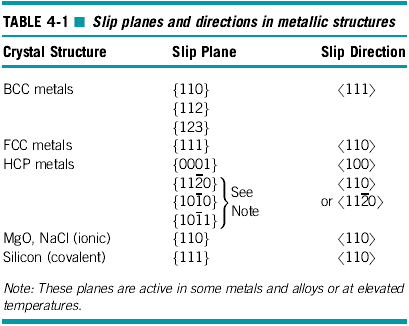 TABLE 4-1 ■ Slip planes and directions in metallic structures
Crystal Structure Slip Plane Slip Direction
BCC metals {110} ⟨111⟩
{112}
{123}
FCC metals {111} ⟨110⟩
HCP metals {0001} ⟨100⟩
{112̅0} See ⟨110⟩
{101̅0} Note or ⟨112̅0⟩
{101̅1}
MgO, NaCl (ionic) {110} ⟨110⟩
Silicon (covalent) {111} ⟨110⟩
Note: These planes are active in some metals and alloys or at elevated
temperatures.